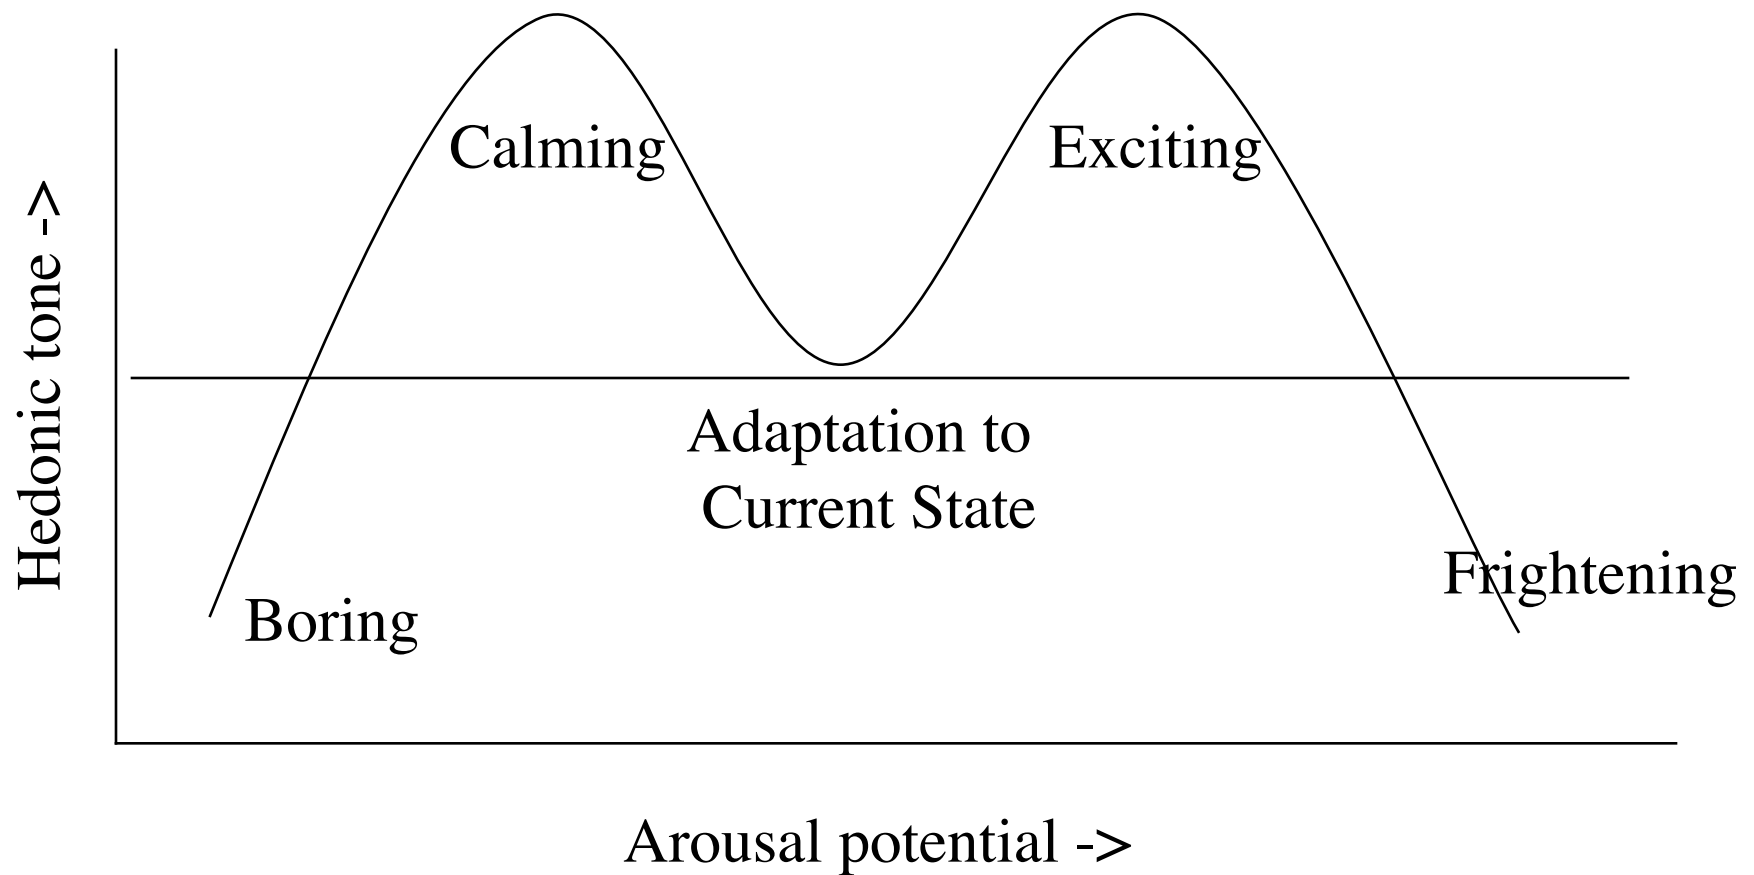 Calming
Exciting
Hedonic tone ->
Adaptation to
Current State
Frightening
Boring
Arousal potential ->